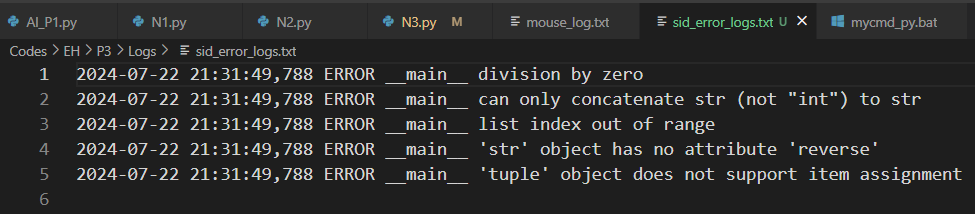 AI_P1.py N1.py N2.py N3.py M mouse_log.txt sid_error_logs.txt U × mycmd_py.bat
Codes > EH > P3 > Logs > sid_error_logs.txt
1 2024-07-22 21:31:49,788 ERROR __main__ division by zero
2 2024-07-22 21:31:49,788 ERROR __main__ can only concatenate str (not "int") to str
3 2024-07-22 21:31:49,788 ERROR __main__ list index out of range
4 2024-07-22 21:31:49,788 ERROR __main__ 'str' object has no attribute 'reverse'
5 2024-07-22 21:31:49,788 ERROR __main__ 'tuple' object does not support item assignment
6